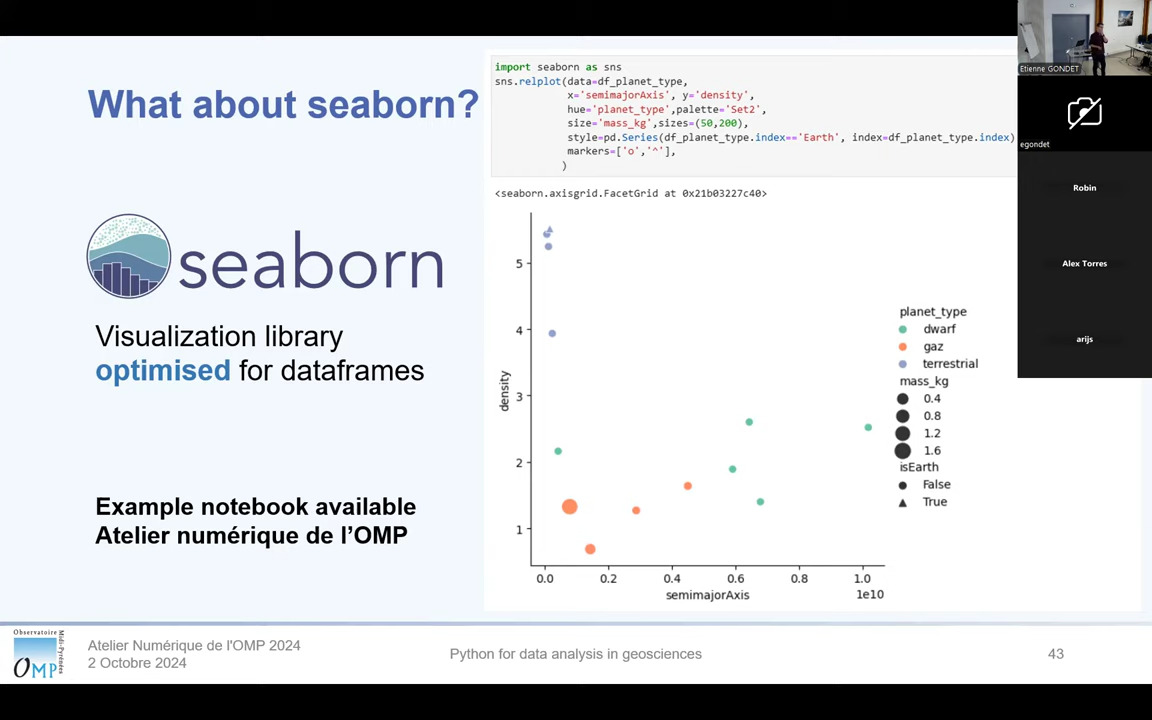 What about seaborn?
seaborn
Visualization library
optimised for dataframes
Example notebook available
Atelier numérique de l’OMP
import seaborn as sns
sns.relplot(data=df_planet_type,
x='semimajorAxis', y='density',
hue='planet_type',palette='Set2',
size='mass_kg',sizes=(50,200),
style=pd.Series(df_planet_type.index=='Earth', index=df_planet_type.index)
markers=['o','^'],
)
<seaborn.axisgrid.FacetGrid at 0x21b03227c40>
density
5
4
3
2
1
0.0 0.2 0.4 0.6 0.8 1.0
1e10
semimajorAxis
planet_type
dwarf
gaz
terrestrial
mass_kg
0.4
0.8
1.2
1.6
isEarth
False
True
Etienne GONDET
egondet
Robin
Alex Torres
arijs
Observatoire
Midi-Pyrénées
OMP
Atelier Numérique de l'OMP 2024
2 Octobre 2024
Python for data analysis in geosciences
43